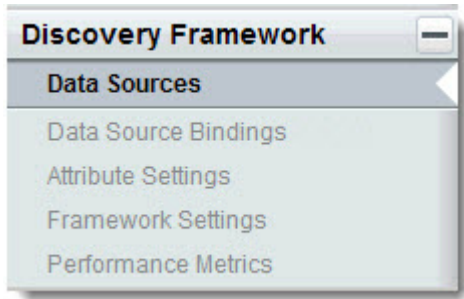 Discovery Framework
Data Sources
Data Source Bindings
Attribute Settings
Framework Settings
Performance Metrics